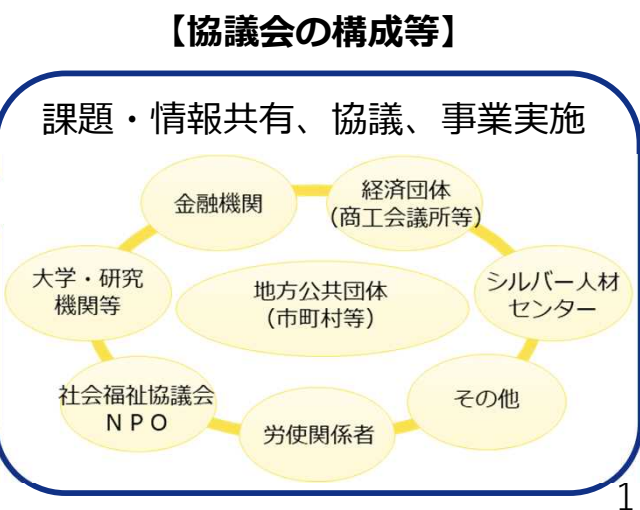 【協議会の構成等】
課題・情報共有、協議、事業実施
金融機関
経済団体
（商工会議所等）
大学・研究
機関等
地方公共団体
（市町村等）
シルバー人材
センター
社会福祉協議会
ＮＰＯ
労使関係者
その他
1